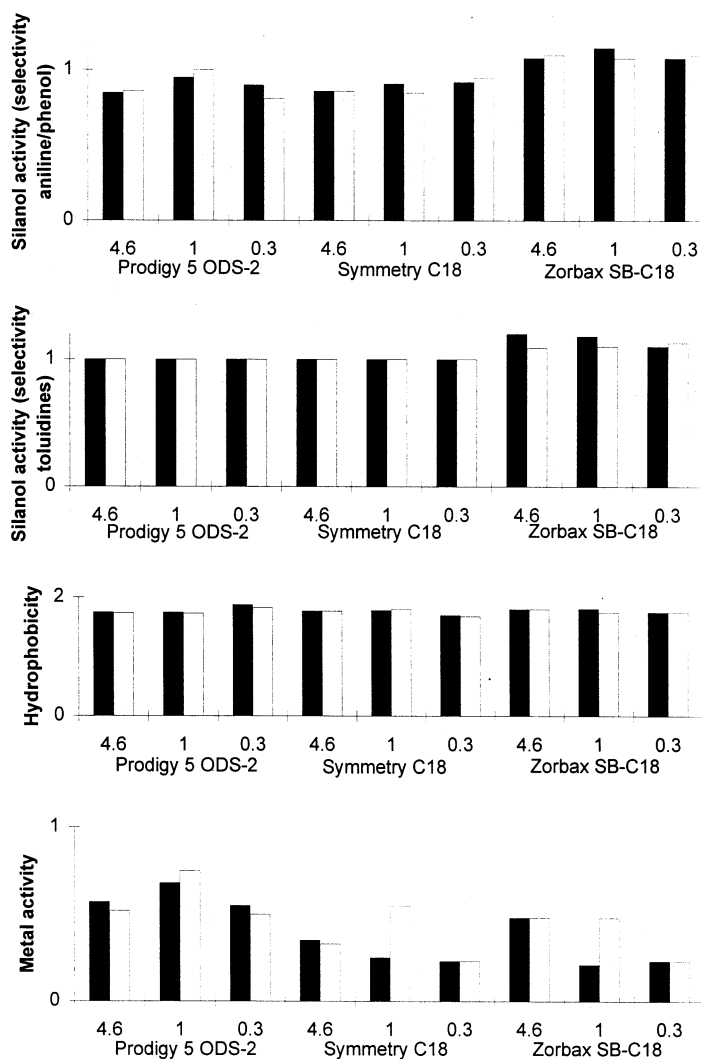 Silanol activity (selectivity
aniline/phenol)
1
0
4.6 1 0.3 4.6 1 0.3 4.6 1 0.3
Prodigy 5 ODS-2 Symmetry C18 Zorbax SB-C18
Silanol activity (selectivity
toluidines)
1
0
4.6 1 0.3 4.6 1 0.3 4.6 1 0.3
Prodigy 5 ODS-2 Symmetry C18 Zorbax SB-C18
Hydrophobicity
2
0
4.6 1 0.3 4.6 1 0.3 4.6 1 0.3
Prodigy 5 ODS-2 Symmetry C18 Zorbax SB-C18
Metal activity
1
0
4.6 1 0.3 4.6 1 0.3 4.6 1 0.3
Prodigy 5 ODS-2 Symmetry C18 Zorbax SB-C18